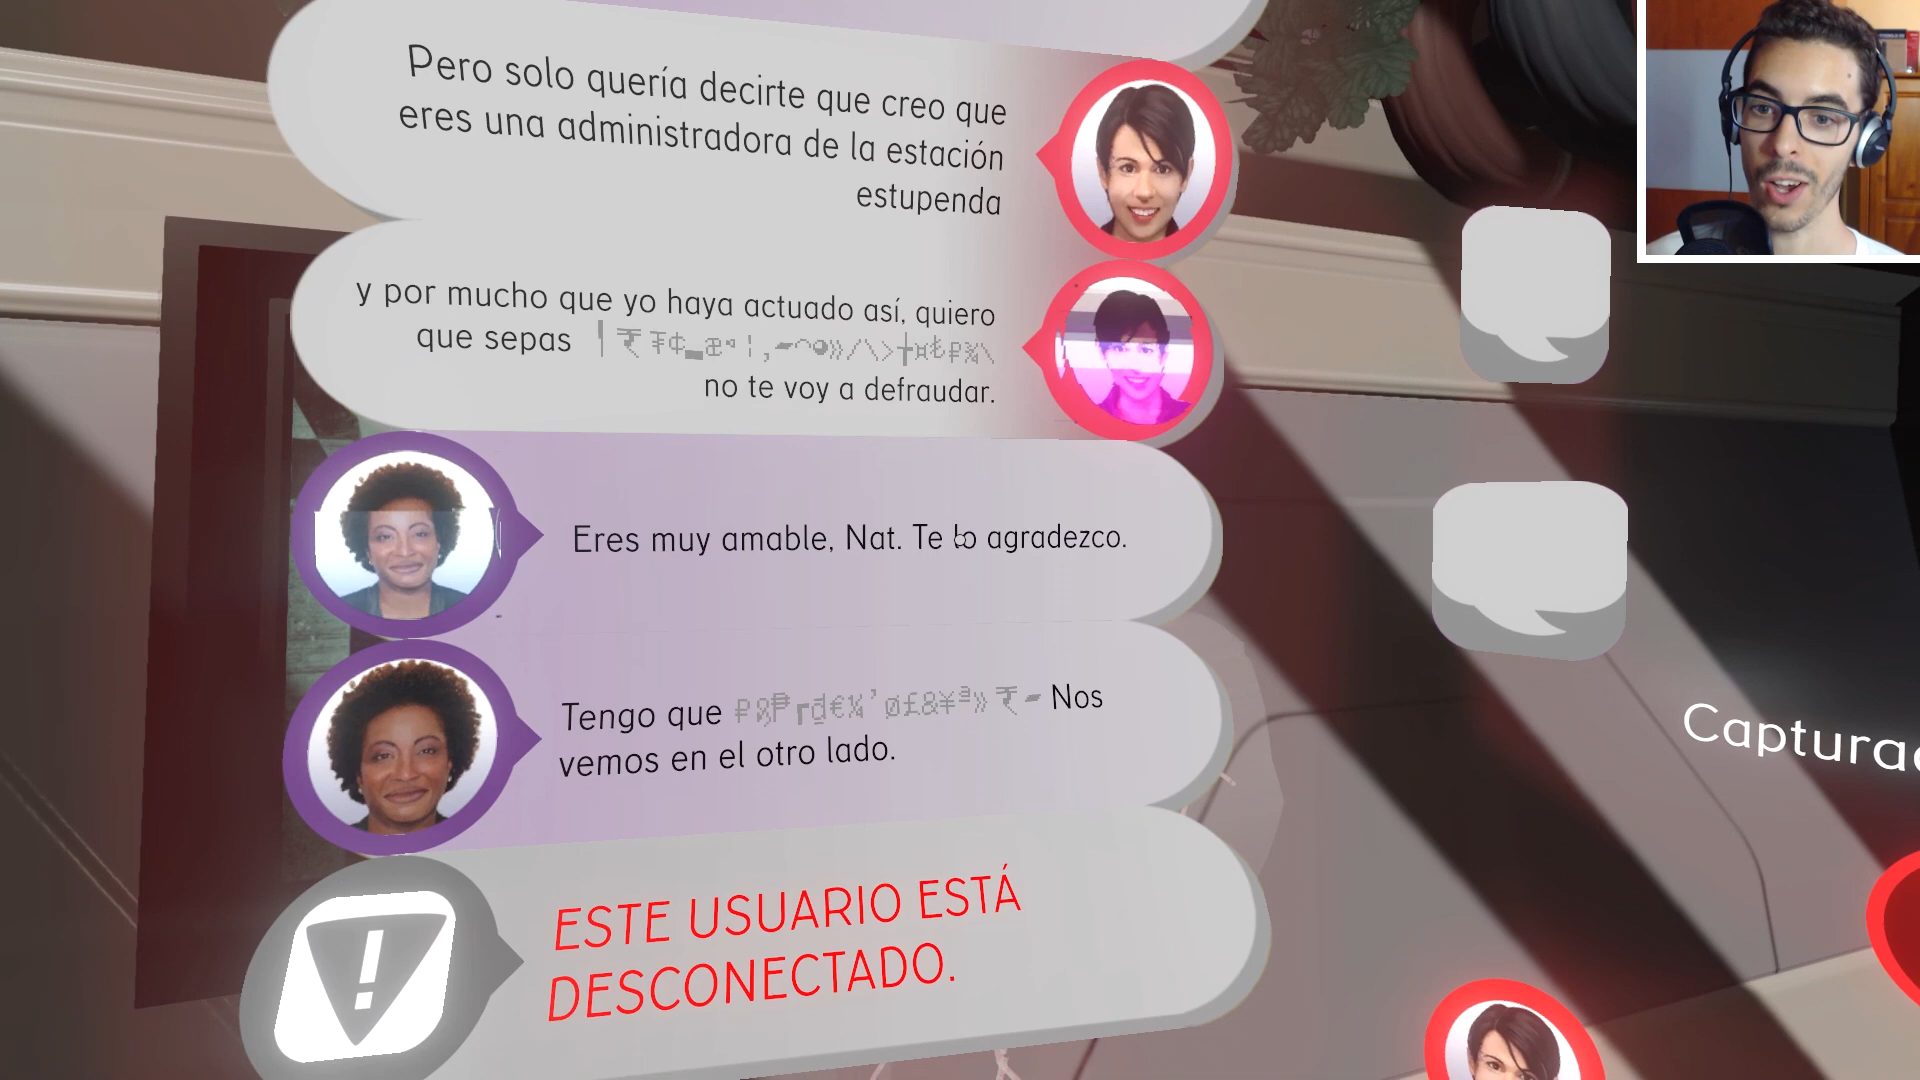 Pero solo quería decirte que creo que
eres una administradora de la estación
estupenda
y por mucho que yo haya actuado así, quiero
que sepas
no te voy a defraudar.
Eres muy amable, Nat. Te lo agradezco.
Tengo que Nos
vemos en el otro lado.
!
ESTE USUARIO ESTÁ
DESCONECTADO.